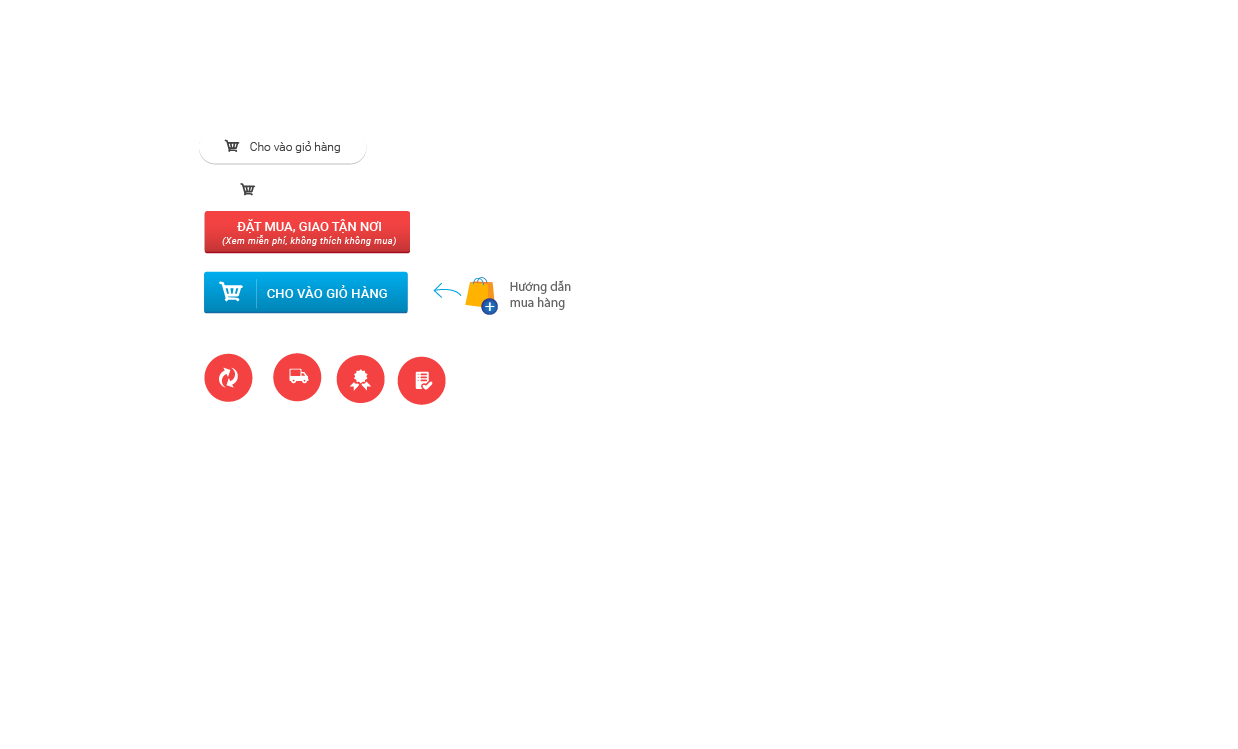 Cho vào giỏ hàng
ĐẶT MUA, GIAO TẬN NƠI
(Xem miễn phí, không thích không mua)
CHO VÀO GIỎ HÀNG
Hướng dẫn
mua hàng